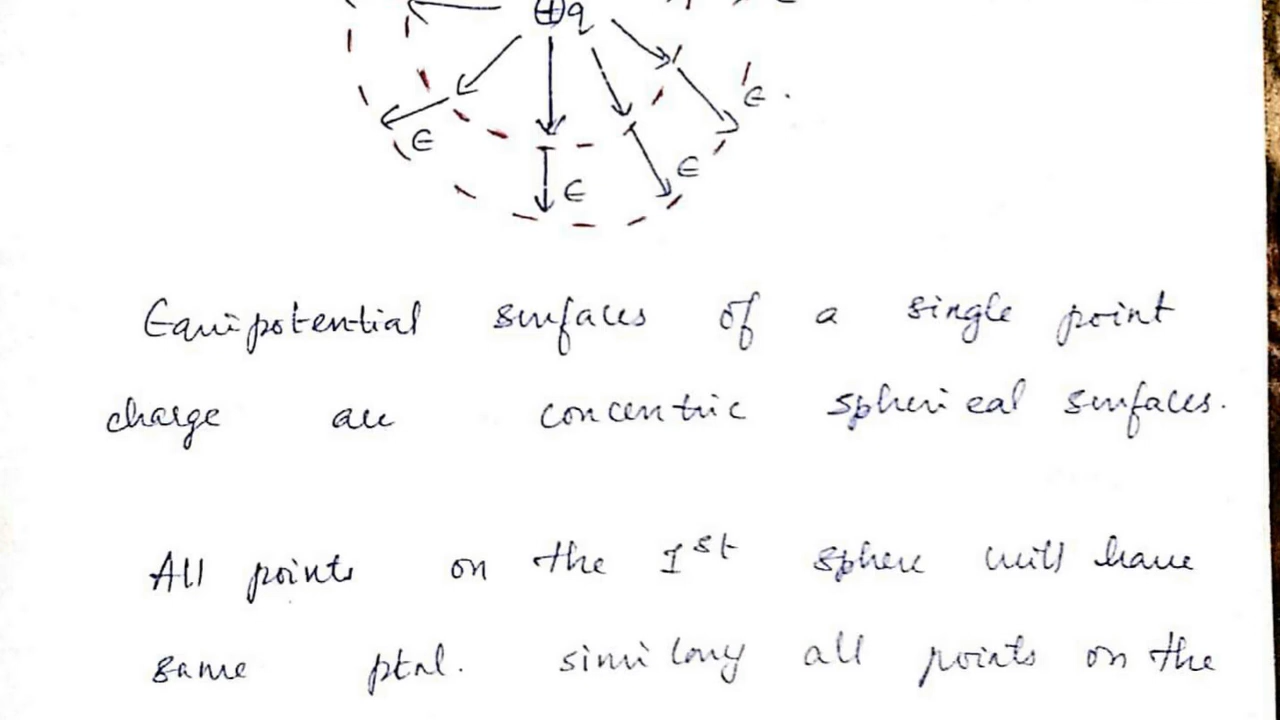 ⊕q
∈
∈
∈
∈
Equipotential surfaces of a single point
charge are concentric spherical surfaces.
All points on the 1st sphere will have
same ptnl. similary all points on the